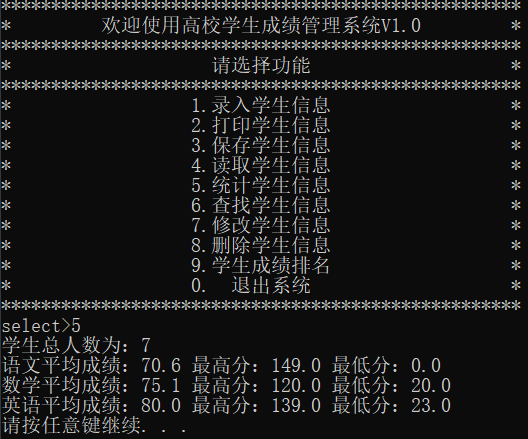 **************************************************
* 欢迎使用高校学生成绩管理系统V1.0 *
**************************************************
* 请选择功能 *
**************************************************
* 1.录入学生信息 *
* 2.打印学生信息 *
* 3.保存学生信息 *
* 4.读取学生信息 *
* 5.统计学生信息 *
* 6.查找学生信息 *
* 7.修改学生信息 *
* 8.删除学生信息 *
* 9.学生成绩排名 *
* 0. 退出系统 *
**************************************************
select>5
学生总人数为：7
语文平均成绩：70.6 最高分：149.0 最低分：0.0
数学平均成绩：75.1 最高分：120.0 最低分：20.0
英语平均成绩：80.0 最高分：139.0 最低分：23.0
请按任意键继续. . .